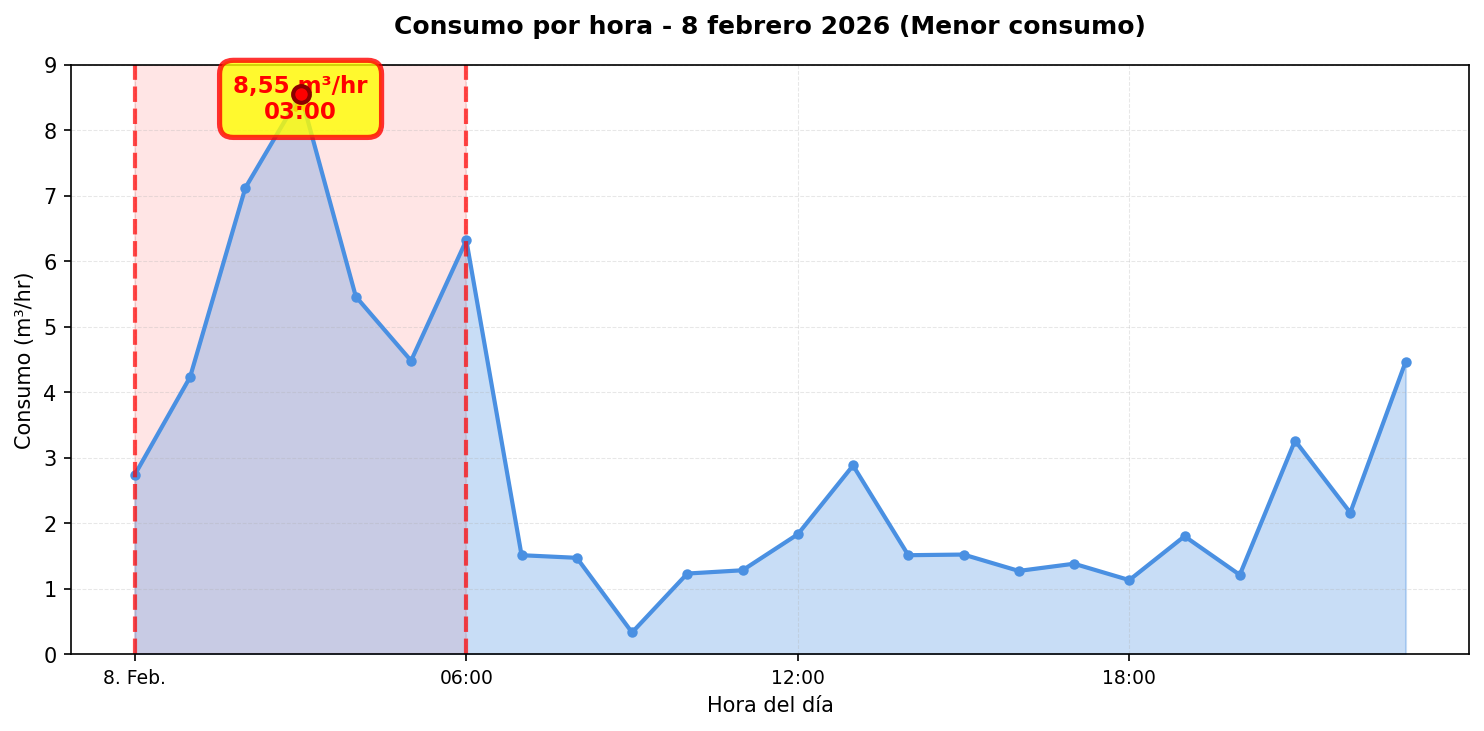 Consumo por hora - 8 febrero 2026 (Menor consumo)
8,55 m³/hr
03:00
Consumo (m³/hr)
9
8
7
6
5
4
3
2
1
0
8. Feb.
06:00
12:00
18:00
Hora del día